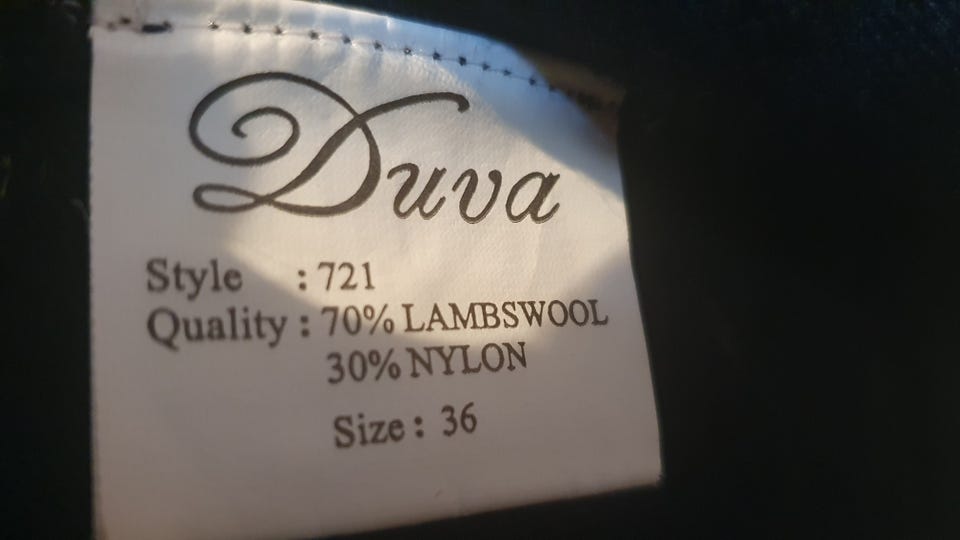 Duva
Style : 721
Quality : 70% LAMBSWOOL
30% NYLON
Size : 36